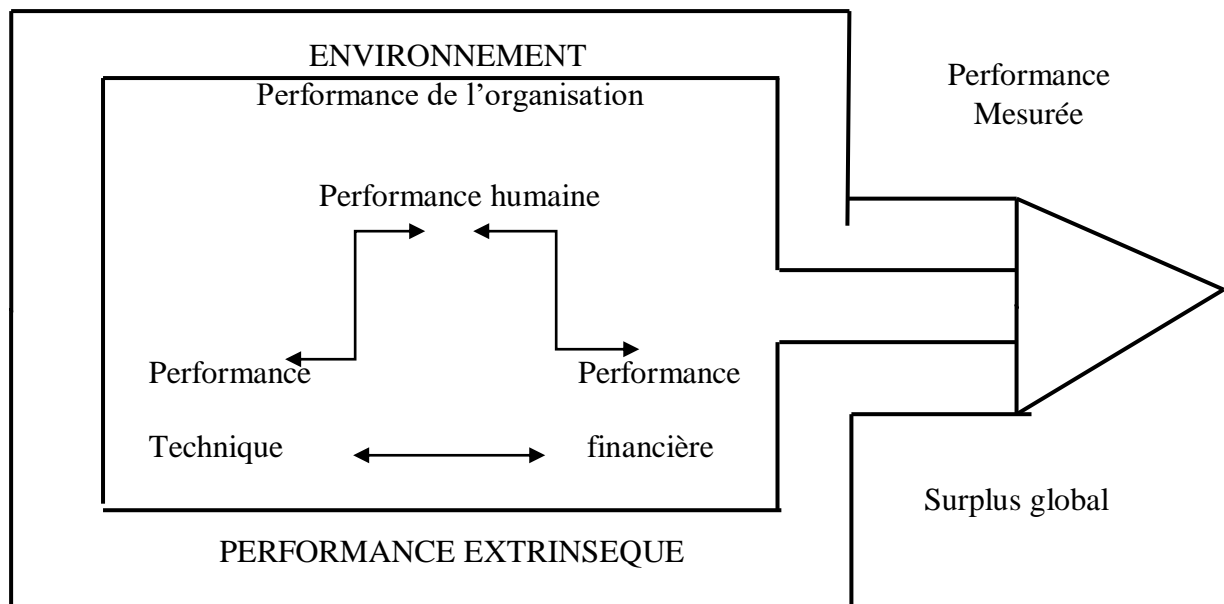 ENVIRONNEMENT
Performance de l’organisation
Performance
Mesurée
Performance humaine
Performance
Performance
Technique
financière
Surplus global
PERFORMANCE EXTRINSEQUE